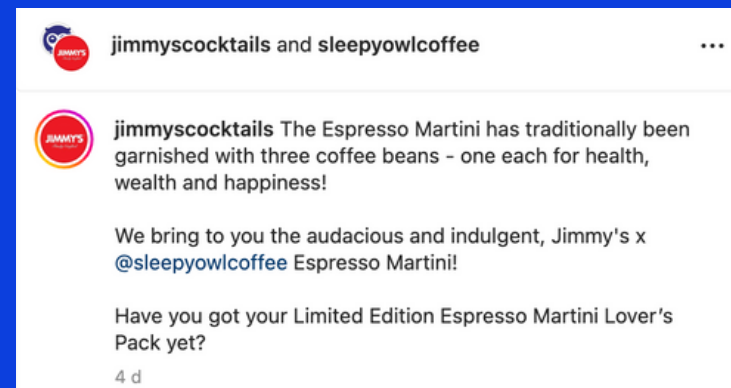 jimmyscocktails and sleepyowlcoffee
JIMMY'S
jimmyscocktails The Espresso Martini has traditionally been
JIMMY'S
garnished with three coffee beans - one each for health,
wealth and happiness!
We bring to you the audacious and indulgent, Jimmy's x
@sleepyowlcoffee Espresso Martini!
Have you got your Limited Edition Espresso Martini Lover’s
Pack yet?
4 d